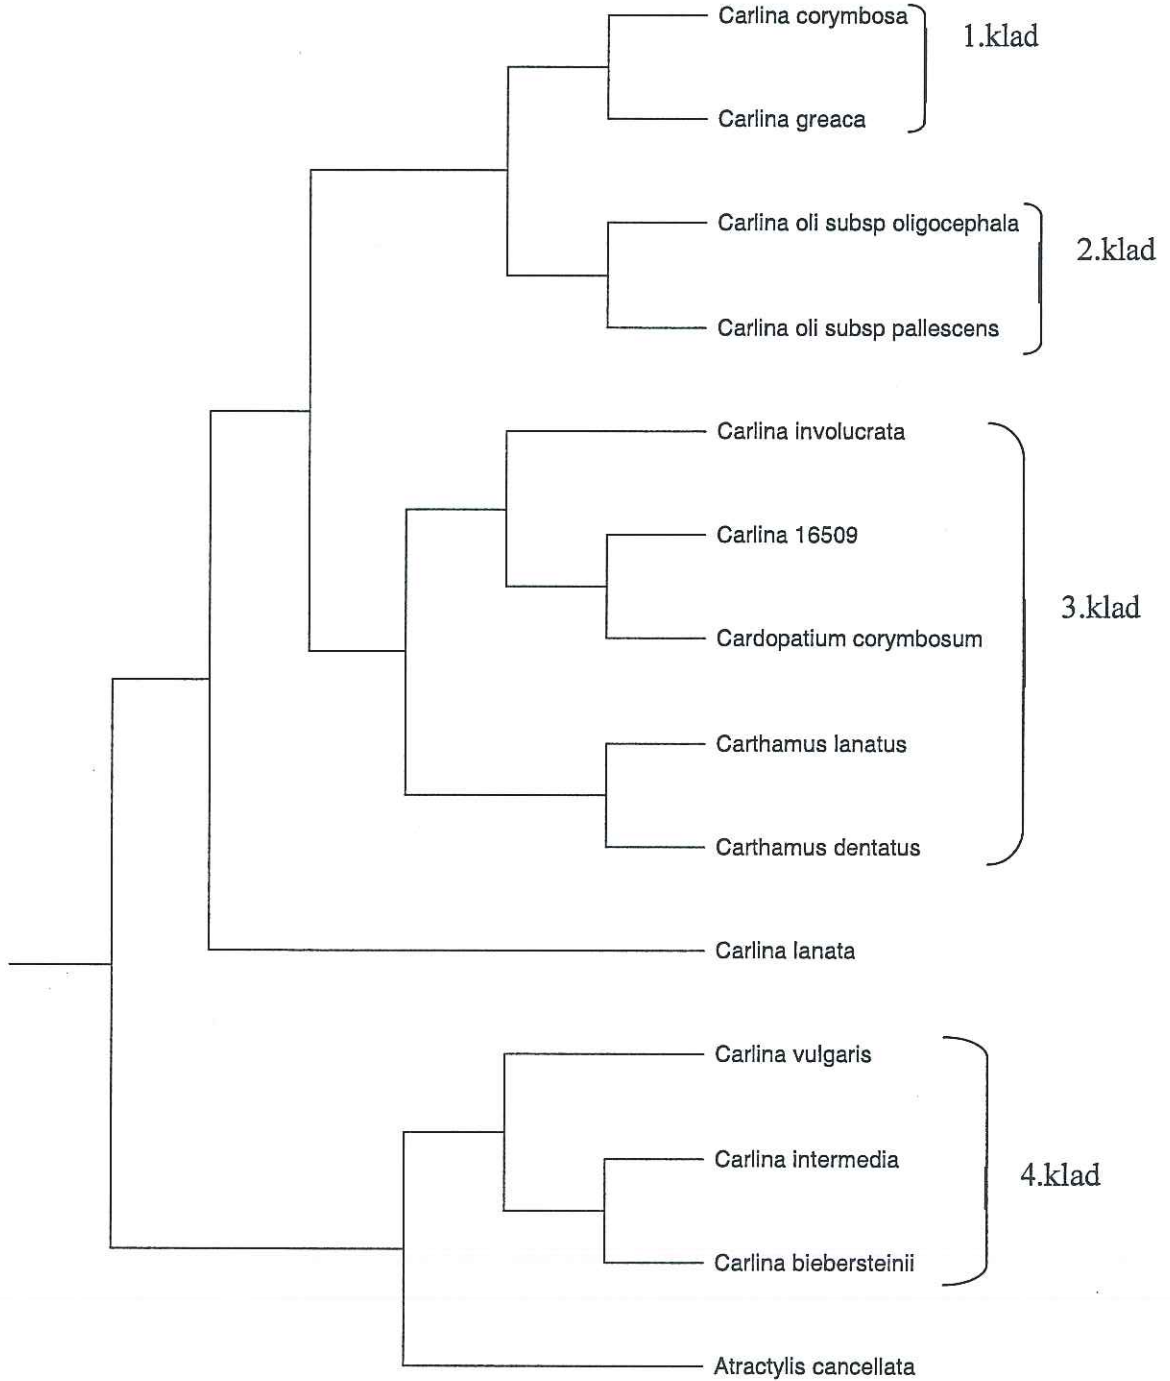 Carlina corymbosa
1.klad
Carlina greaca
Carlina oli subsp oligocephala
2.klad
Carlina oli subsp pallescens
Carlina involucrata
Carlina 16509
3.klad
Cardopatium corymbosum
Carthamus lanatus
Carthamus dentatus
Carlina lanata
Carlina vulgaris
Carlina intermedia
4.klad
Carlina biebersteinii
Atractylis cancellata